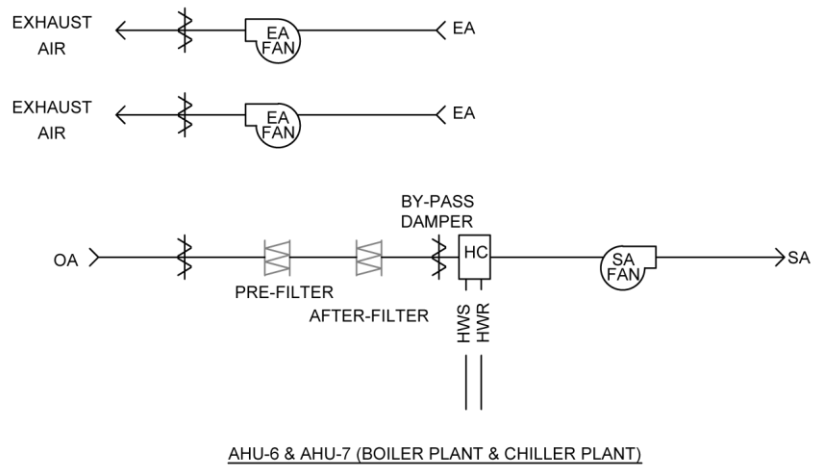 EXHAUST
AIR
EA
FAN
EA
EXHAUST
AIR
EA
FAN
EA
BY-PASS
DAMPER
OA
HC
SA
FAN
SA
PRE-FILTER
AFTER-FILTER
HWS
HWR
AHU-6 & AHU-7 (BOILER PLANT & CHILLER PLANT)